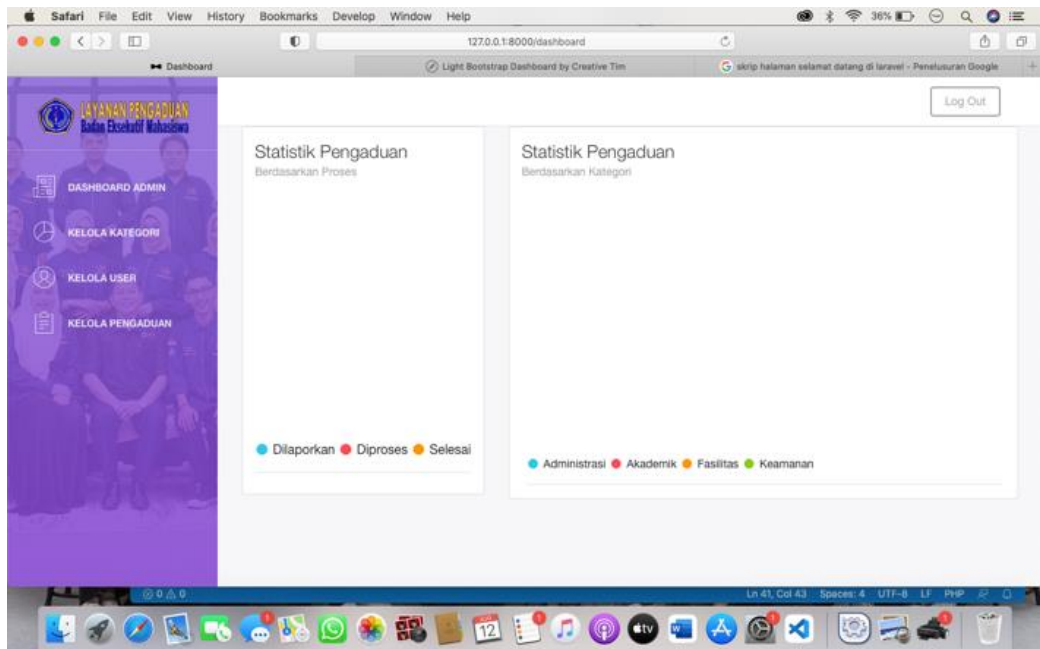 Safari File Edit View History Bookmarks Develop Window Help 36%
127.0.0.1:8000/dashboard
Dashboard
Light Bootstrap Dashboard by Creative Tim
skrip halaman selamat datang di laravel - Penelusuran Google
LAYANAN PENGADUAN
Badan Eksekutif Mahasiswa
Log Out
DASHBOARD ADMIN
KELOLA KATEGORI
KELOLA USER
KELOLA PENGADUAN
Statistik Pengaduan
Berdasarkan Proses
Dilaporkan Diproses Selesai
Statistik Pengaduan
Berdasarkan Kategori
Administrasi Akademik Fasilitas Keamanan
0 0 Ln 41, Col 43 Spaces: 4 UTF-8 LF PHP
12
tv
W